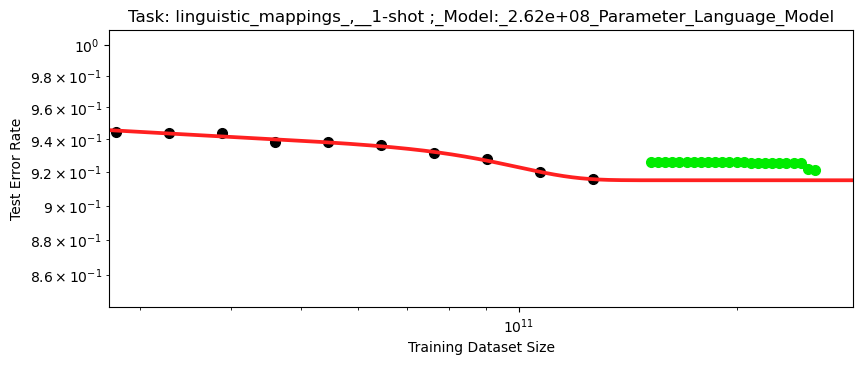 Task: linguistic_mappings_,__1-shot ;_Model:_2.62e+08_Parameter_Language_Model
10⁰
9.8 × 10⁻¹
9.6 × 10⁻¹
9.4 × 10⁻¹
9.2 × 10⁻¹
9 × 10⁻¹
8.8 × 10⁻¹
8.6 × 10⁻¹
Test Error Rate
10¹¹
Training Dataset Size